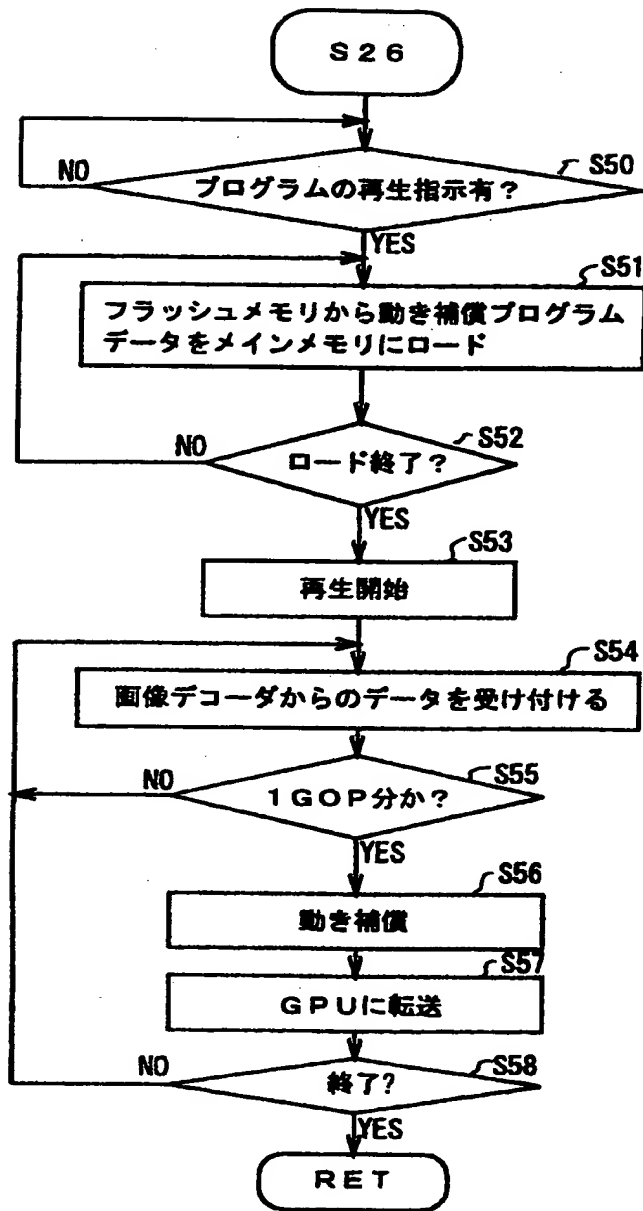 S26
S50
NO
プログラムの再生指示有？
YES
S51
フラッシュメモリから動き補償プログラム
データをメインメモリにロード
S52
NO
ロード終了？
YES
S53
再生開始
S54
画像デコーダからのデータを受け付ける
S55
NO
1GOP分か？
YES
S56
動き補償
S57
GPUに転送
S58
NO
終了?
YES
RET